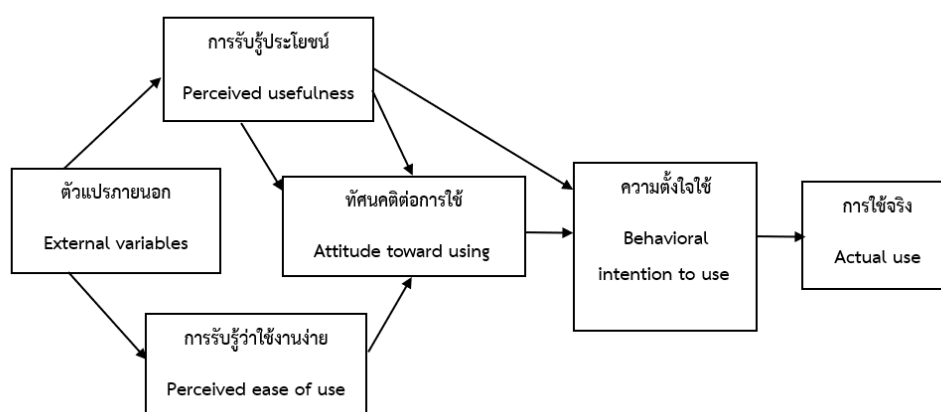 การรับรู้ประโยชน์
Perceived usefulness
ตัวแปรภายนอก
External variables
ทัศนคติต่อการใช้
Attitude toward using
การรับรู้ว่าใช้งานง่าย
Perceived ease of use
ความตั้งใจใช้
Behavioral
intention to use
การใช้จริง
Actual use